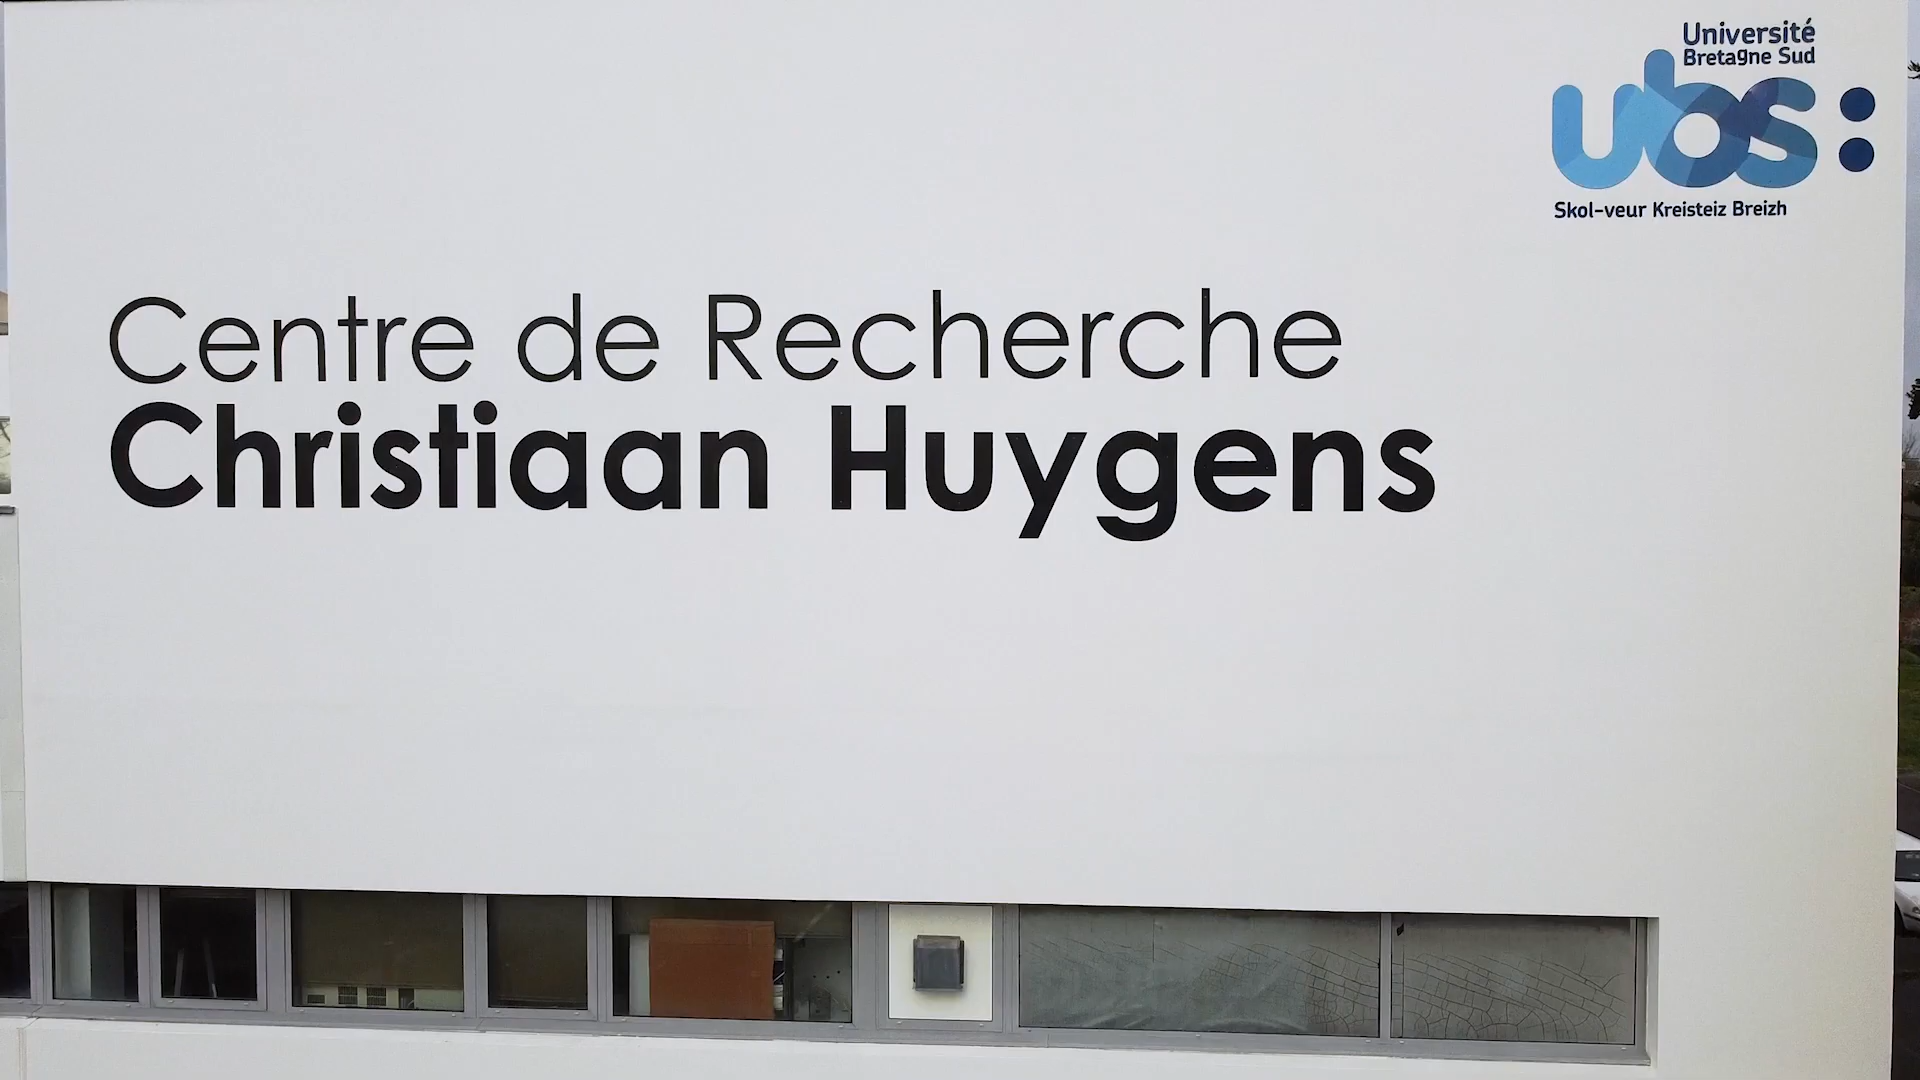 Université
Bretagne Sud
ubs:
Skol-veur Kreisteiz Breizh
Centre de Recherche
Christiaan Huygens